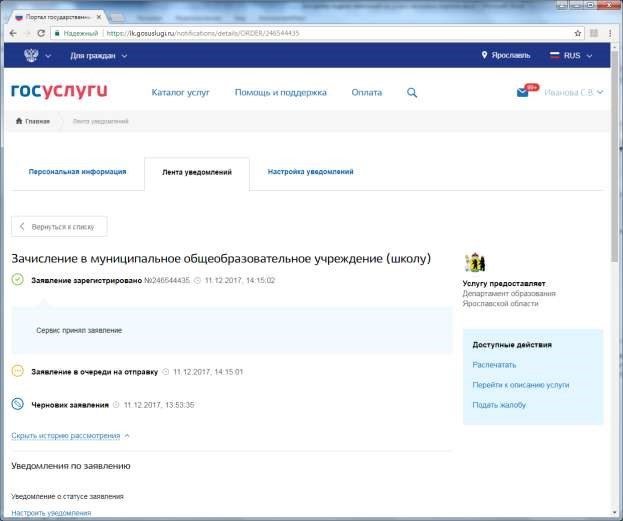 Портал государственн
Надежный | https://lk.gosuslugi.ru/notifications/details/ORDER/246544435
Для граждан
Ярославль
RUS
госуслуги
Каталог услуг
Помощь и поддержка
Оплата
99+
Иванова С.В.
Главная
Лента уведомлений
Персональная информация
Лента уведомлений
Настройка уведомлений
Вернуться к списку
Зачисление в муниципальное общеобразовательное учреждение (школу)
Заявление зарегистрировано №246544435 11.12.2017, 14:15:02
Сервис принял заявление
Заявление в очереди на отправку 11.12.2017, 14:15:01
Черновик заявления 11.12.2017, 13:53:35
Скрыть историю рассмотрения
Уведомления по заявлению
Уведомление о статусе заявления
Настроить уведомления
Услугу предоставляет
Департамент образования
Ярославской области
Доступные действия
Распечатать
Перейти к описанию услуги
Подать жалобу